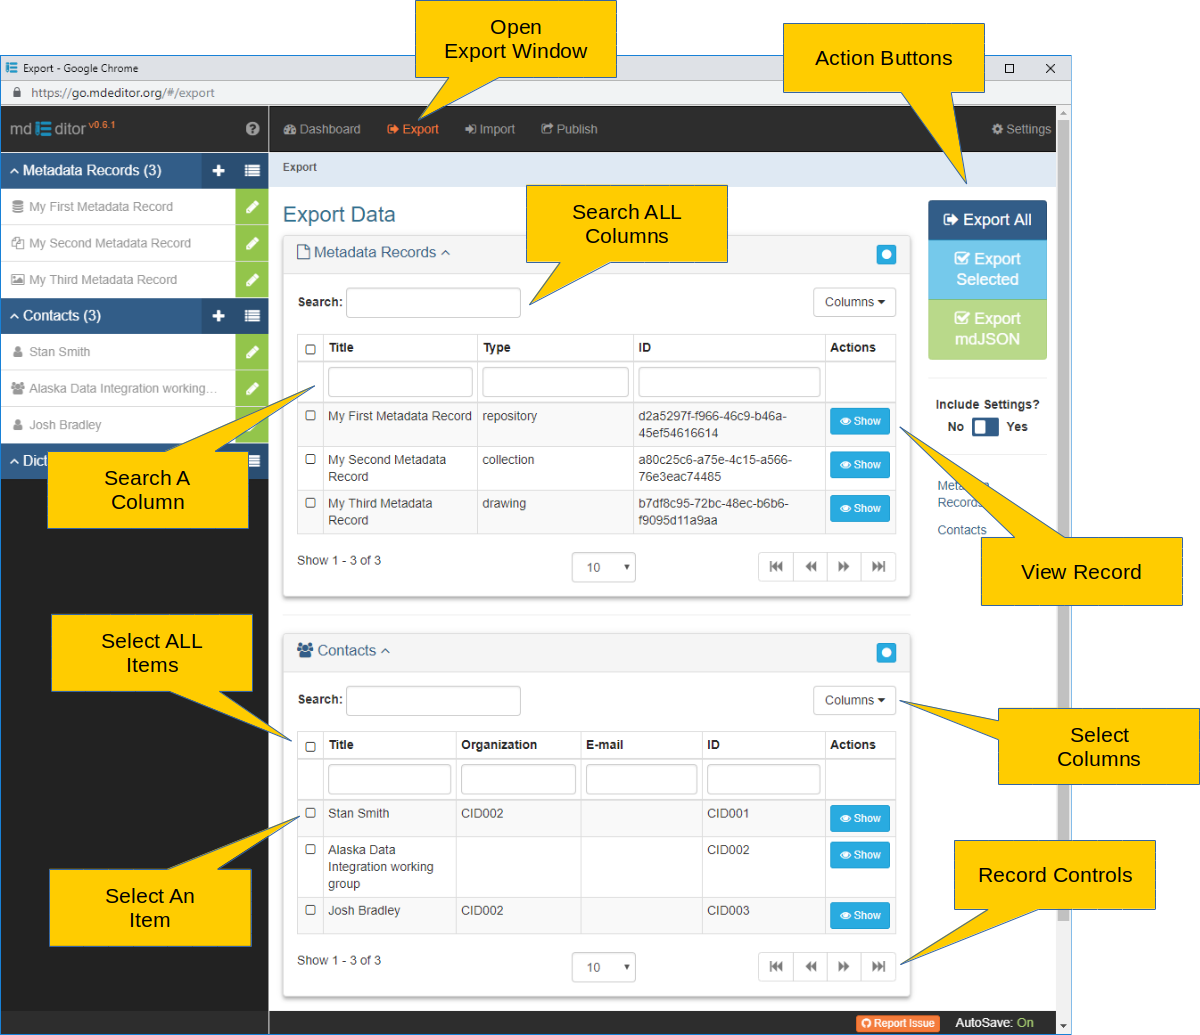 Open
Export Window
Action Buttons
Export - Google Chrome
https://go.mdeditor.org/#/export
md Editor v0.6.1
Dashboard
Export
Import
Publish
Settings
Metadata Records (3)
My First Metadata Record
My Second Metadata Record
My Third Metadata Record
Contacts (3)
Stan Smith
Alaska Data Integration working...
Josh Bradley
Dict
Export
Export Data
Search ALL
Columns
Metadata Records
Search:
Columns
Title Type ID Actions
My First Metadata Record repository d2a5297f-f966-46c9-b46a-
45ef54616614
Show
My Second Metadata collection a80c25c6-a75e-4c15-a566-
Record 76e3eac74485
Show
My Third Metadata drawing b7df8c95-72bc-48ec-b6b6-
Record f9095d11a9aa
Show
Show 1 - 3 of 3
10
Export All
Export
Selected
Export
mdJSON
Include Settings?
No Yes
Records
Contacts
Search A
Column
View Record
Select ALL
Items
Contacts
Search:
Columns
Select
Columns
Title Organization E-mail ID Actions
Stan Smith CID002 CID001 Show
Alaska Data CID002 Show
Integration working
group
Josh Bradley CID002 CID003 Show
Select An
Item
Record Controls
Show 1 - 3 of 3
10
Report Issue
AutoSave: On